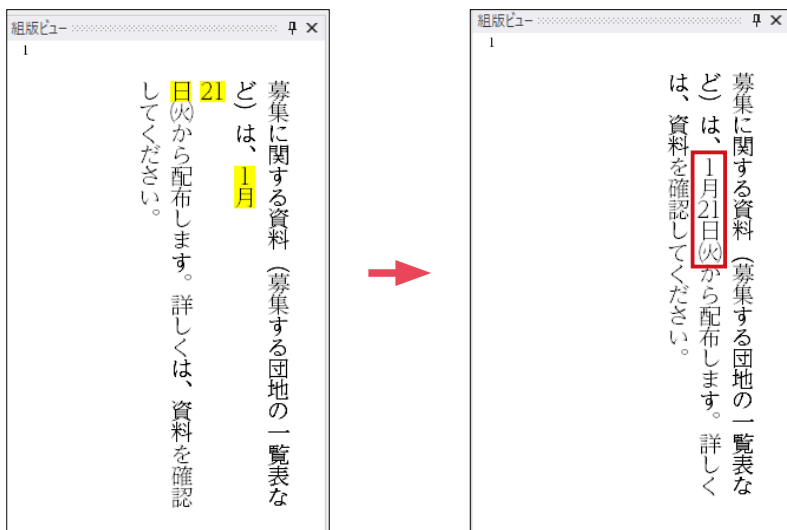 組版ビュー
1
募集に関する資料（募集する団地の一覧表な
ど）は、1月
21
日㈫から配布します。詳しくは、資料を確認
してください。
組版ビュー
1
募集に関する資料（募集する団地の一覧表な
ど）は、1月21日㈫から配布します。詳しく
は、資料を確認してください。